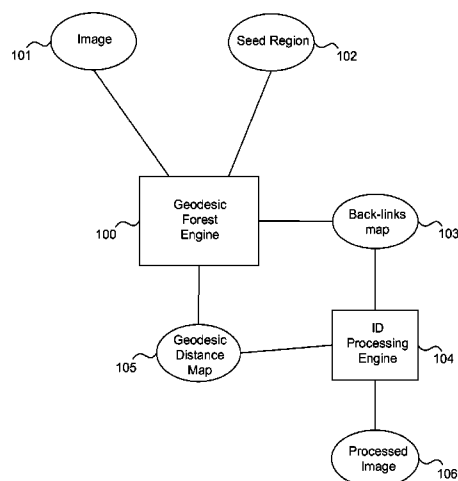 Image
101
Seed Region
102
Geodesic
Forest
Engine
100
Back-links
map
103
Geodesic
Distance
Map
105
ID
Processing
Engine
104
Processed
Image
106